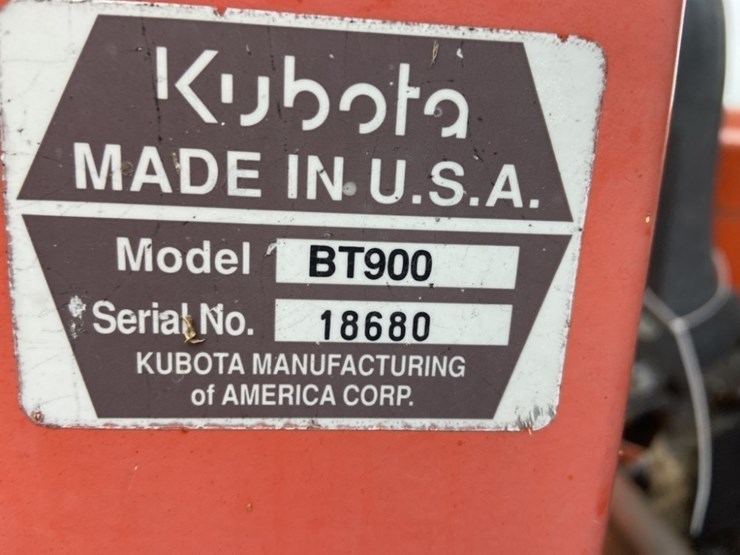 Kubota
MADE IN U.S.A.
Model BT900
Serial No. 18680
KUBOTA MANUFACTURING
of AMERICA CORP.